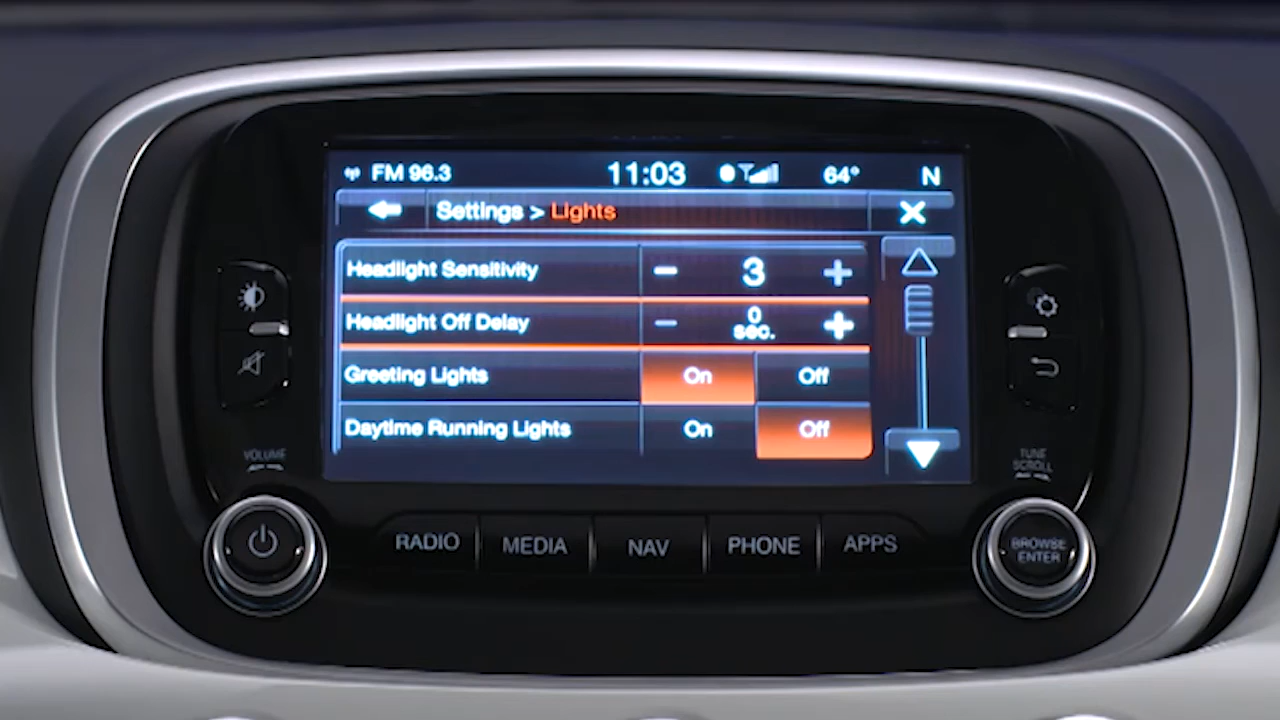 FM 96.3 11:03 64° N
Settings > Lights
Headlight Sensitivity - 3 +
Headlight Off Delay - 0 sec. +
Greeting Lights On Off
Daytime Running Lights On Off
VOLUME
TUNE
SCROLL
RADIO MEDIA NAV PHONE APPS
BROWSE
ENTER